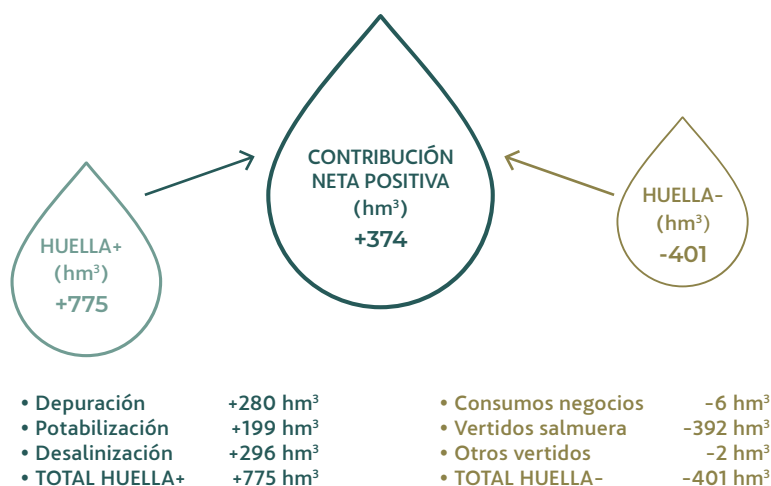 CONTRIBUCIÓN
NETA POSITIVA
(hm³)
+374
HUELLA+
(hm³)
+775
HUELLA-
(hm³)
-401
• Depuración +280 hm³
• Potabilización +199 hm³
• Desalinización +296 hm³
• TOTAL HUELLA+ +775 hm³
• Consumos negocios -6 hm³
• Vertidos salmuera -392 hm³
• Otros vertidos -2 hm³
• TOTAL HUELLA- -401 hm³